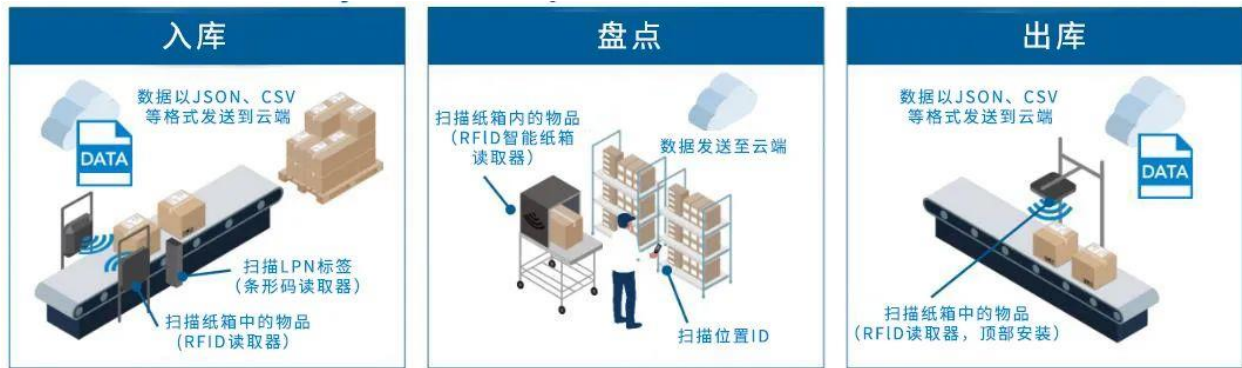 入库
数据以JSON、CSV
等格式发送到云端
DATA
扫描LPN标签
（条形码读取器）
扫描纸箱中的物品
（RFID读取器）
盘点
扫描纸箱内的物品
（RFID智能纸箱
读取器）
数据发送至云端
扫描位置ID
出库
数据以JSON、CSV
等格式发送到云端
DATA
扫描纸箱中的物品
（RFID读取器，顶部安装）